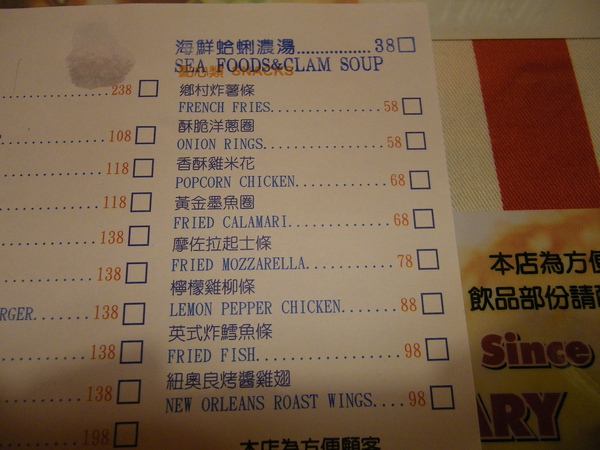 海鮮蛤蜊濃湯................38
SEA FOODS&CLAM SOUP
點心類 SNACKS
鄉村炸薯條
FRENCH FRIES................58
酥脆洋蔥圈
ONION RINGS.................58
香酥雞米花
POPCORN CHICKEN.............68
黃金墨魚圈
FRIED CALAMARI..............68
摩佐拉起士條
FRIED MOZZARELLA...........78
檸檬雞柳條
LEMON PEPPER CHICKEN........88
英式炸鱈魚條
FRIED FISH..................98
紐奧良烤醬雞翅
NEW ORLEANS ROAST WINGS....98
本店為方便顧客
238
108
118
118
138
138
RGER.......138
138
138
198
本店為方便
飲品部份請
Since
ARY